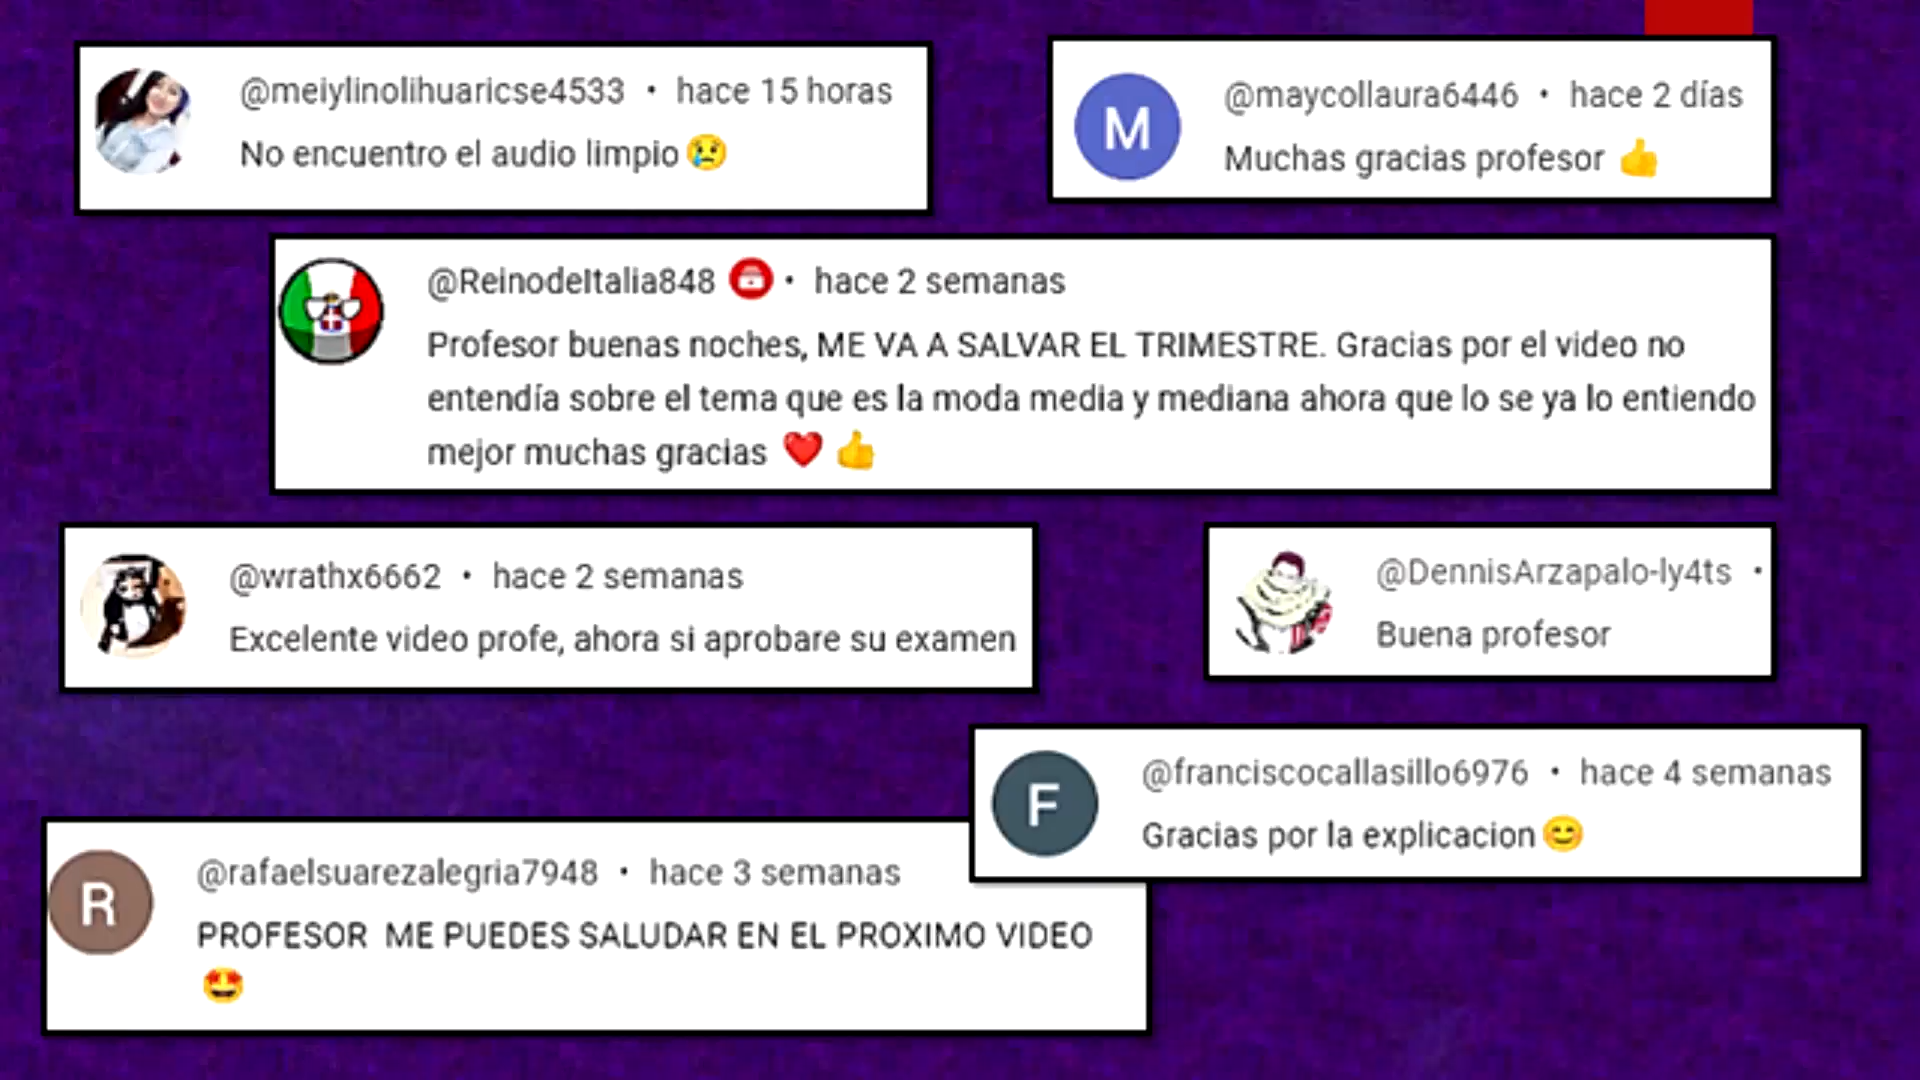 @meiylinolihuaricse4533 • hace 15 horas
No encuentro el audio limpio 😢
@maycollaura6446 • hace 2 días
Muchas gracias profesor 👍
@ReinodeItalia848 • hace 2 semanas
Profesor buenas noches, ME VA A SALVAR EL TRIMESTRE. Gracias por el video no
entendía sobre el tema que es la moda media y mediana ahora que lo se ya lo entiendo
mejor muchas gracias ❤️ 👍
@wrathx6662 • hace 2 semanas
Excelente video profe, ahora si aprobare su examen
@DennisArzapalo-ly4ts •
Buena profesor
@franciscocallasillo6976 • hace 4 semanas
Gracias por la explicacion 😊
@rafaelsuarezalegria7948 • hace 3 semanas
PROFESOR ME PUEDES SALUDAR EN EL PROXIMO VIDEO
🤩
M
F
R